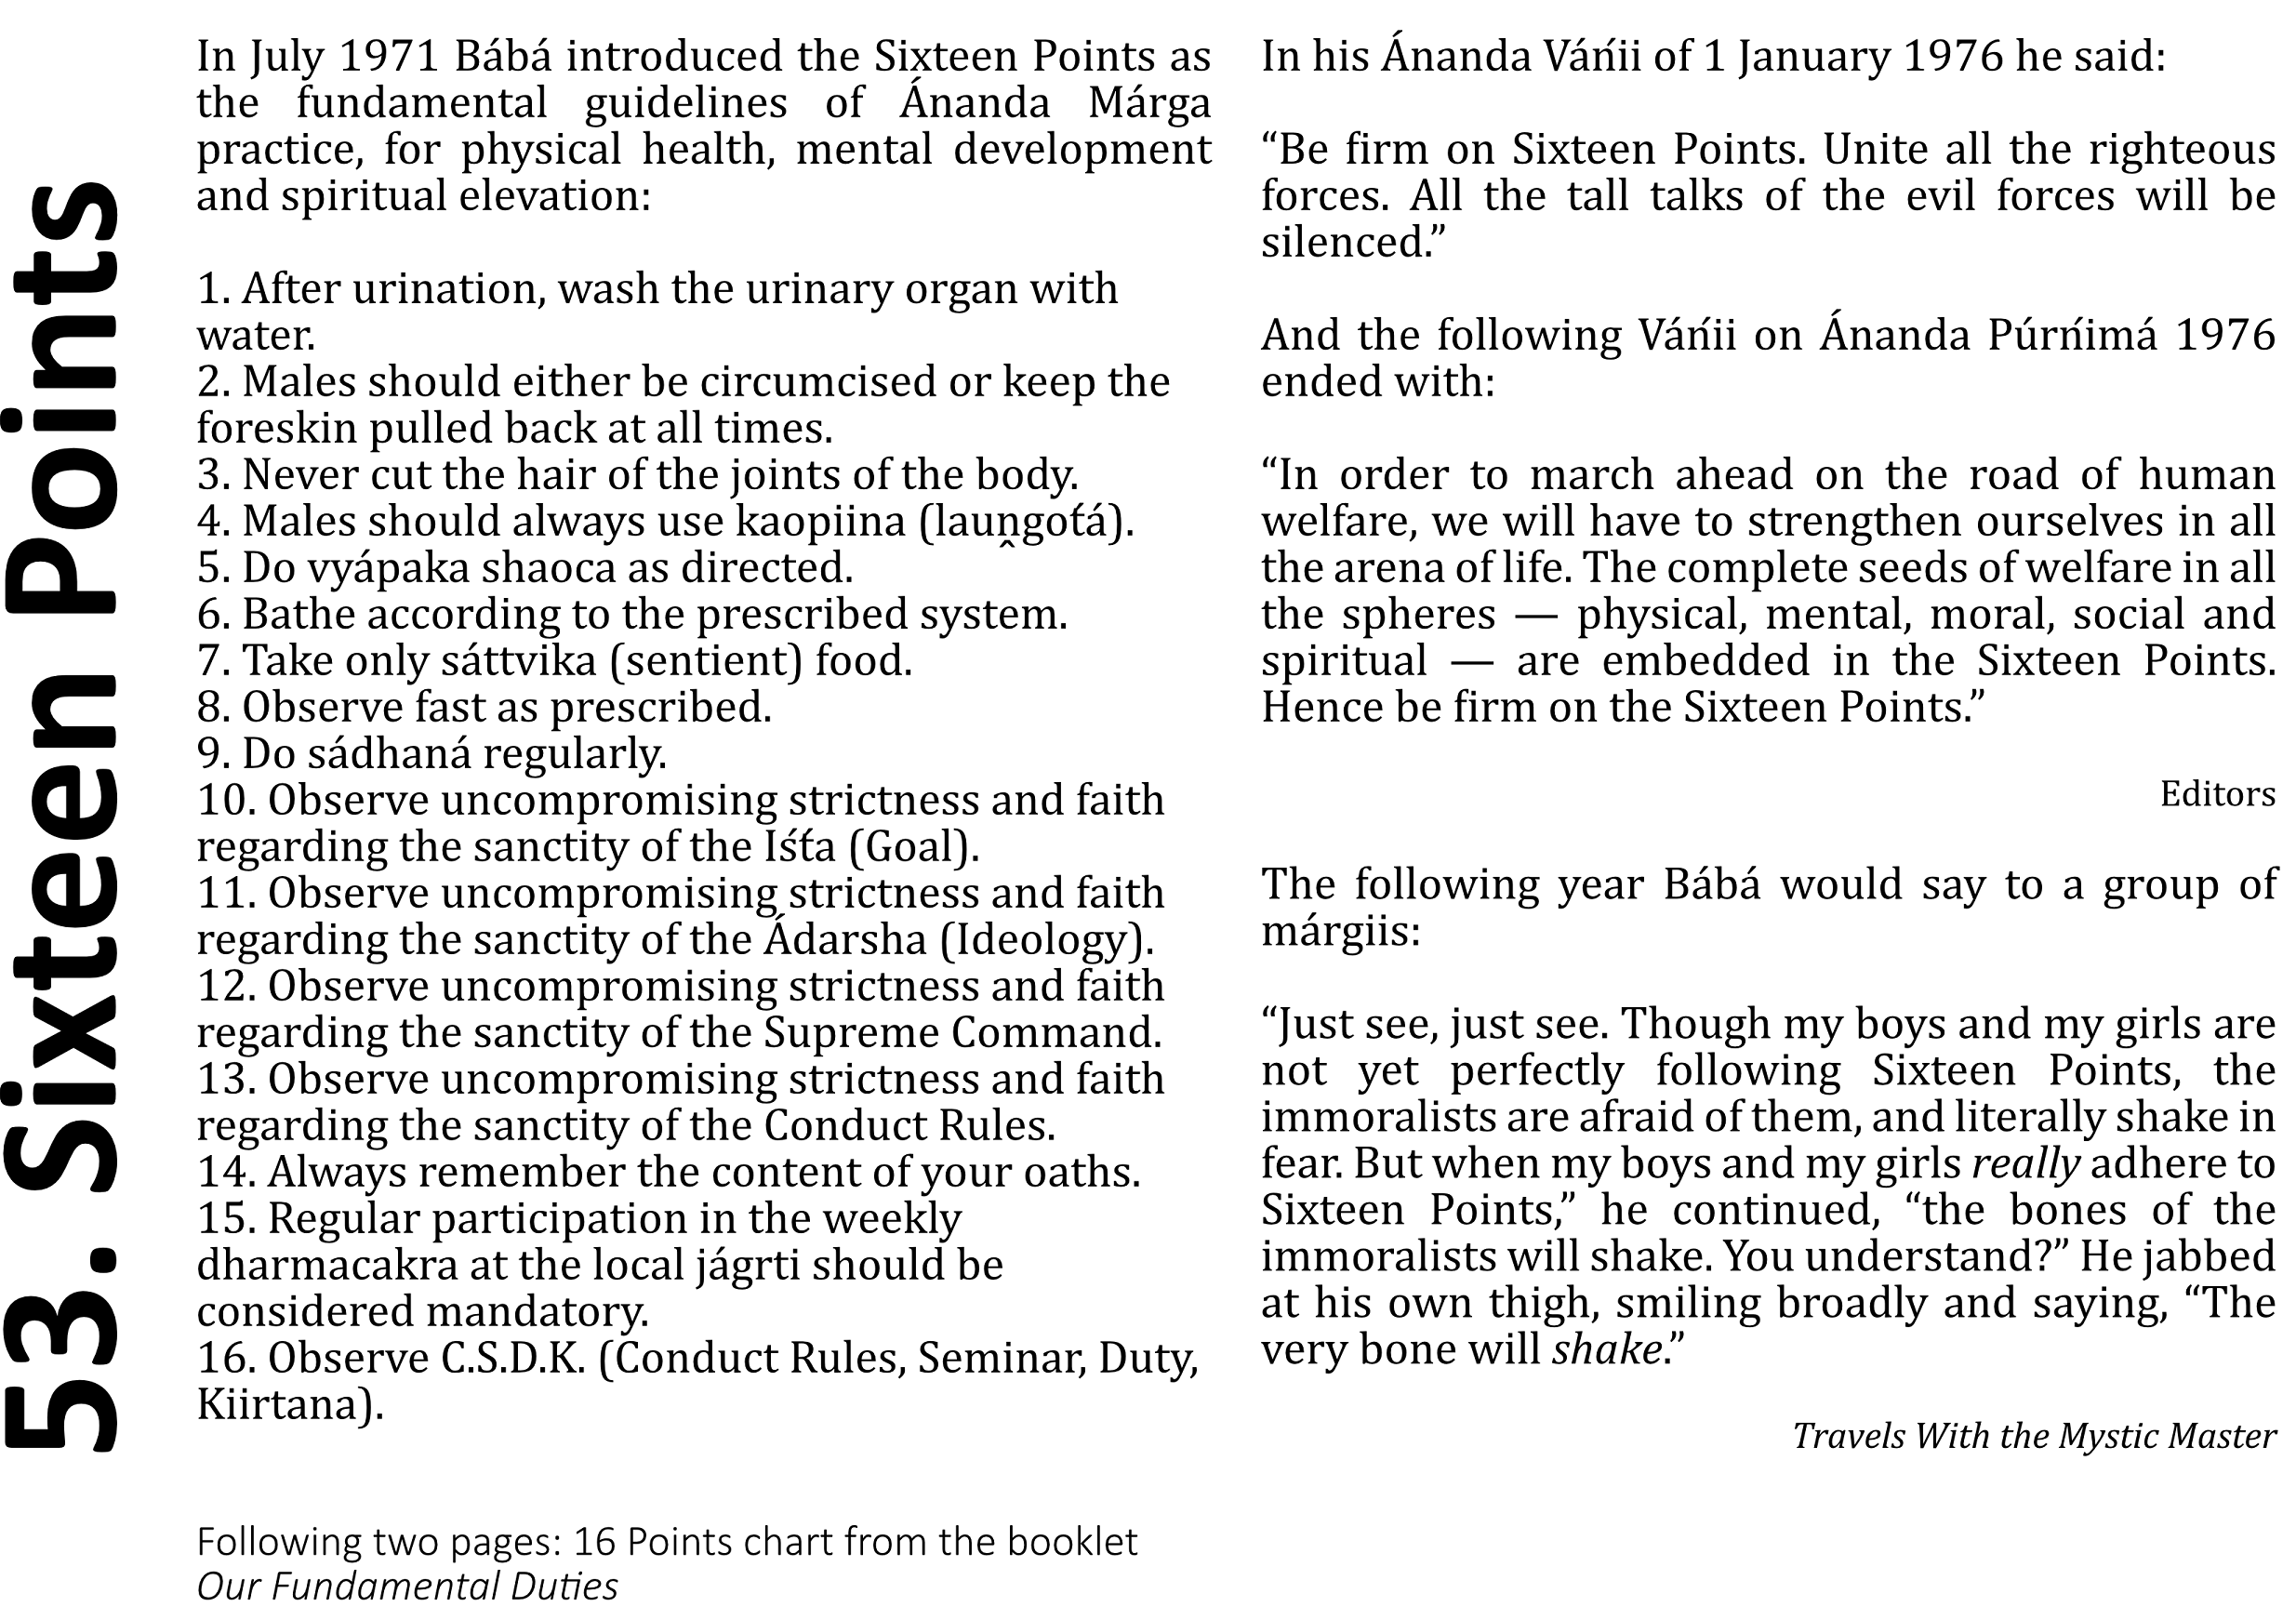 53. Sixteen Points
In July 1971 Bábá introduced the Sixteen Points as
the fundamental guidelines of Ánanda Márga
practice, for physical health, mental development
and spiritual elevation:
1. After urination, wash the urinary organ with
water.
2. Males should either be circumcised or keep the
foreskin pulled back at all times.
3. Never cut the hair of the joints of the body.
4. Males should always use kaopiina (lauṋgot́á).
5. Do vyápaka shaoca as directed.
6. Bathe according to the prescribed system.
7. Take only sáttvika (sentient) food.
8. Observe fast as prescribed.
9. Do sádhaná regularly.
10. Observe uncompromising strictness and faith
regarding the sanctity of the Iśt́a (Goal).
11. Observe uncompromising strictness and faith
regarding the sanctity of the Ádarsha (Ideology).
12. Observe uncompromising strictness and faith
regarding the sanctity of the Supreme Command.
13. Observe uncompromising strictness and faith
regarding the sanctity of the Conduct Rules.
14. Always remember the content of your oaths.
15. Regular participation in the weekly
dharmacakra at the local jágrti should be
considered mandatory.
16. Observe C.S.D.K. (Conduct Rules, Seminar, Duty,
Kiirtana).
Following two pages: 16 Points chart from the booklet
Our Fundamental Duties
In his Ánanda Váńii of 1 January 1976 he said:
“Be firm on Sixteen Points. Unite all the righteous
forces. All the tall talks of the evil forces will be
silenced.”
And the following Váńii on Ánanda Púrńimá 1976
ended with:
“In order to march ahead on the road of human
welfare, we will have to strengthen ourselves in all
the arena of life. The complete seeds of welfare in all
the spheres — physical, mental, moral, social and
spiritual — are embedded in the Sixteen Points.
Hence be firm on the Sixteen Points.”
Editors
The following year Bábá would say to a group of
márgiis:
“Just see, just see. Though my boys and my girls are
not yet perfectly following Sixteen Points, the
immoralists are afraid of them, and literally shake in
fear. But when my boys and my girls really adhere to
Sixteen Points,” he continued, “the bones of the
immoralists will shake. You understand?” He jabbed
at his own thigh, smiling broadly and saying, “The
very bone will shake.”
Travels With the Mystic Master